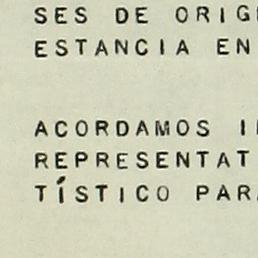 SES DE ORIG
ESTANCIA EN
ACORDAMOS I
REPRESENTAT
TÍSTICO PAR